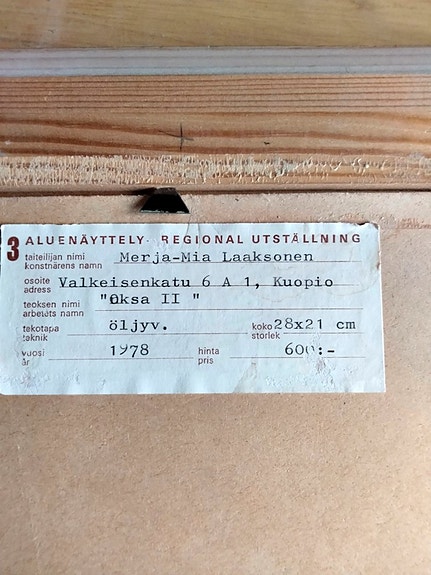 3 ALUENÄYTTELY· REGIONAL UTSTÄLLNING
taiteilijan nimi Merja-Mia Laaksonen
konstnärens namn
osoite Valkeisenkatu 6 A 1, Kuopio
adress
teoksen nimi "Oksa II "
arbetets namn
tekotapa öljyv. koko 28x21 cm
teknik storlek
vuosi 1978 hinta 600:-
år pris